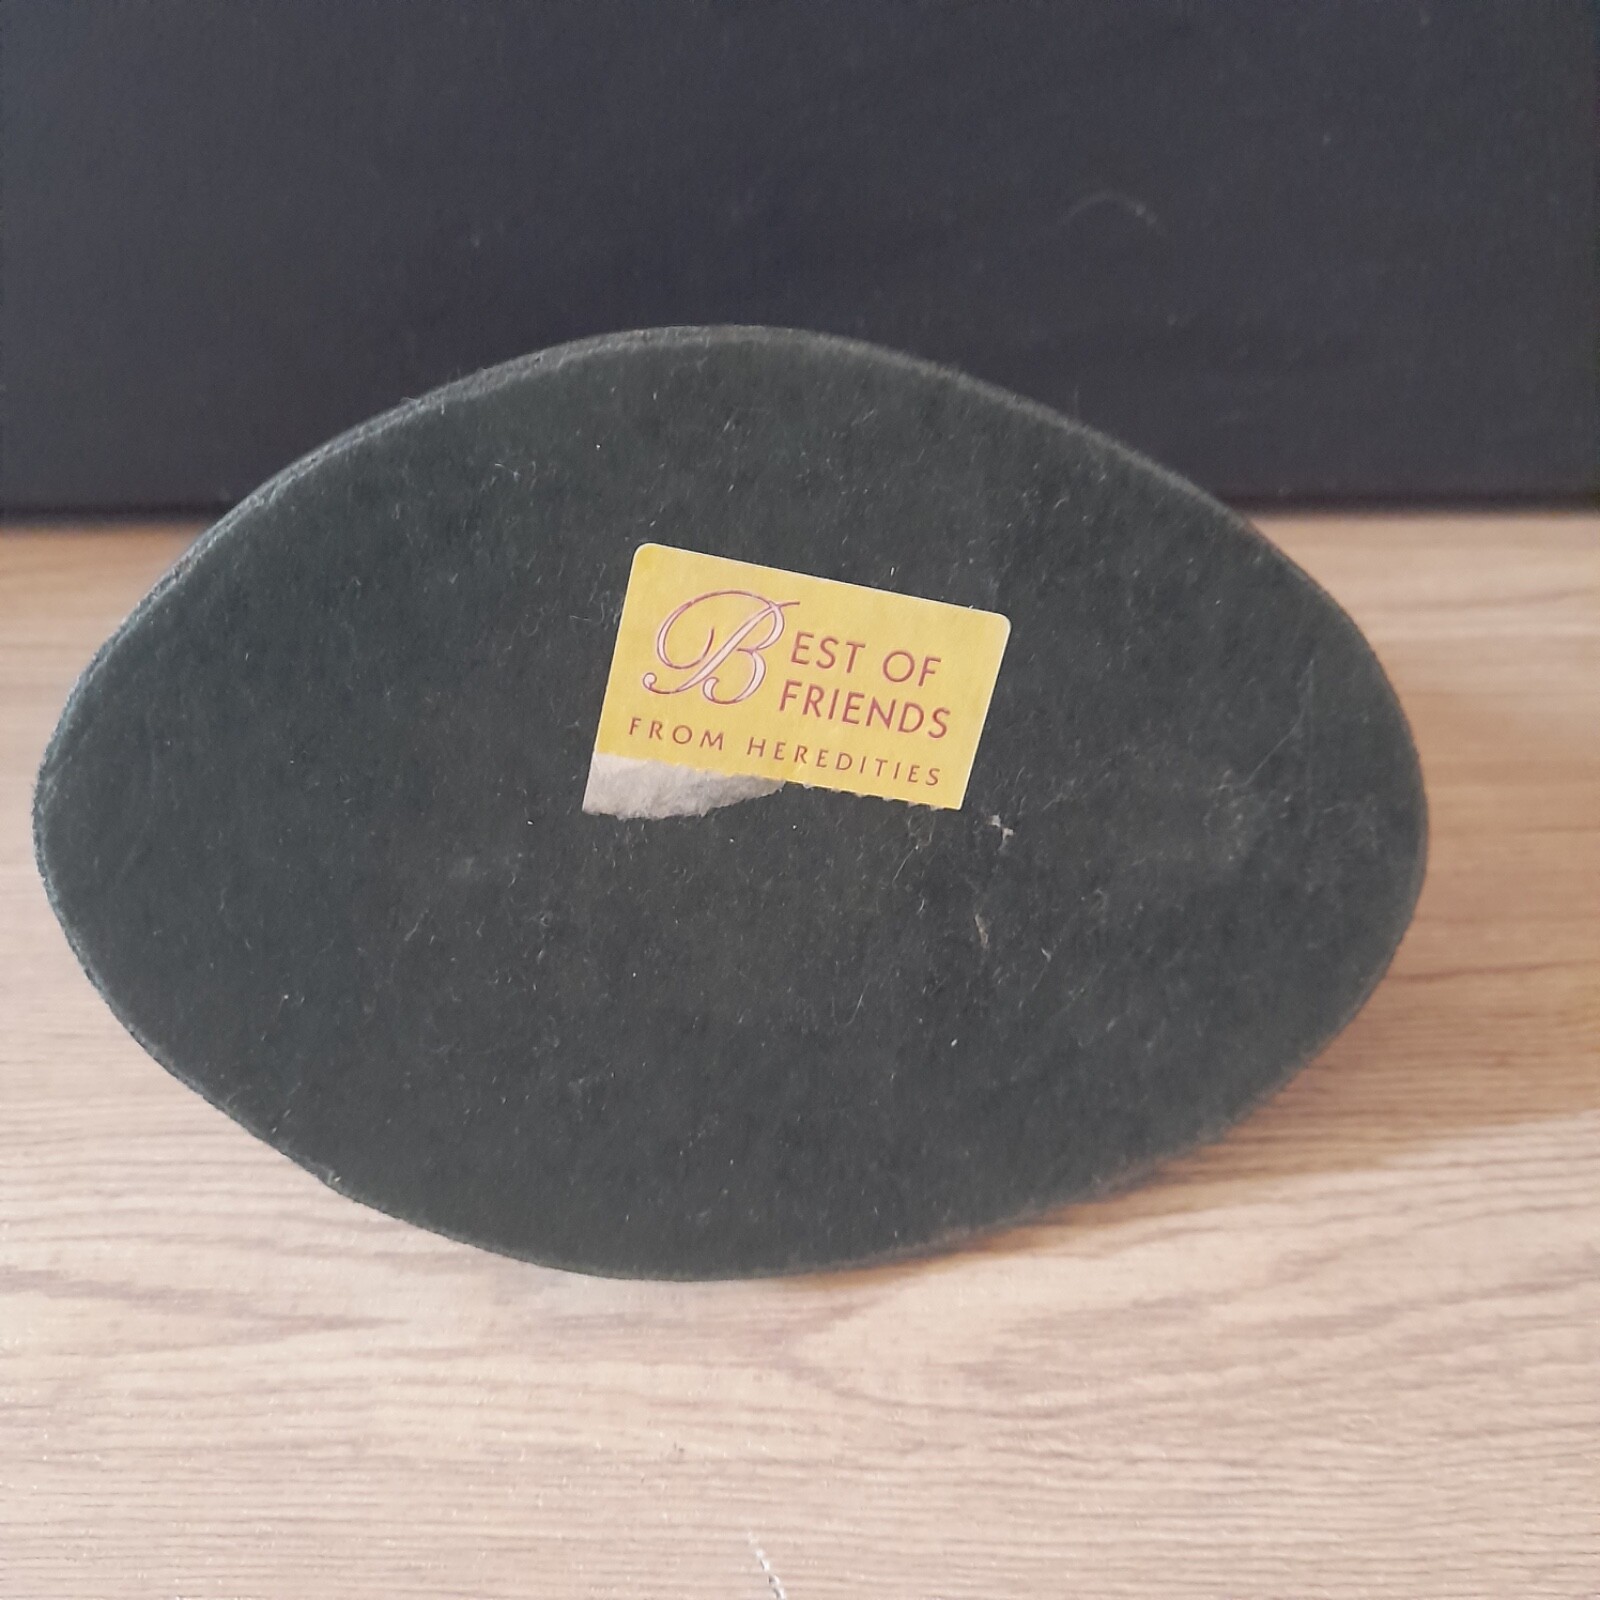 BEST OF
FRIENDS
FROM HEREDITIES